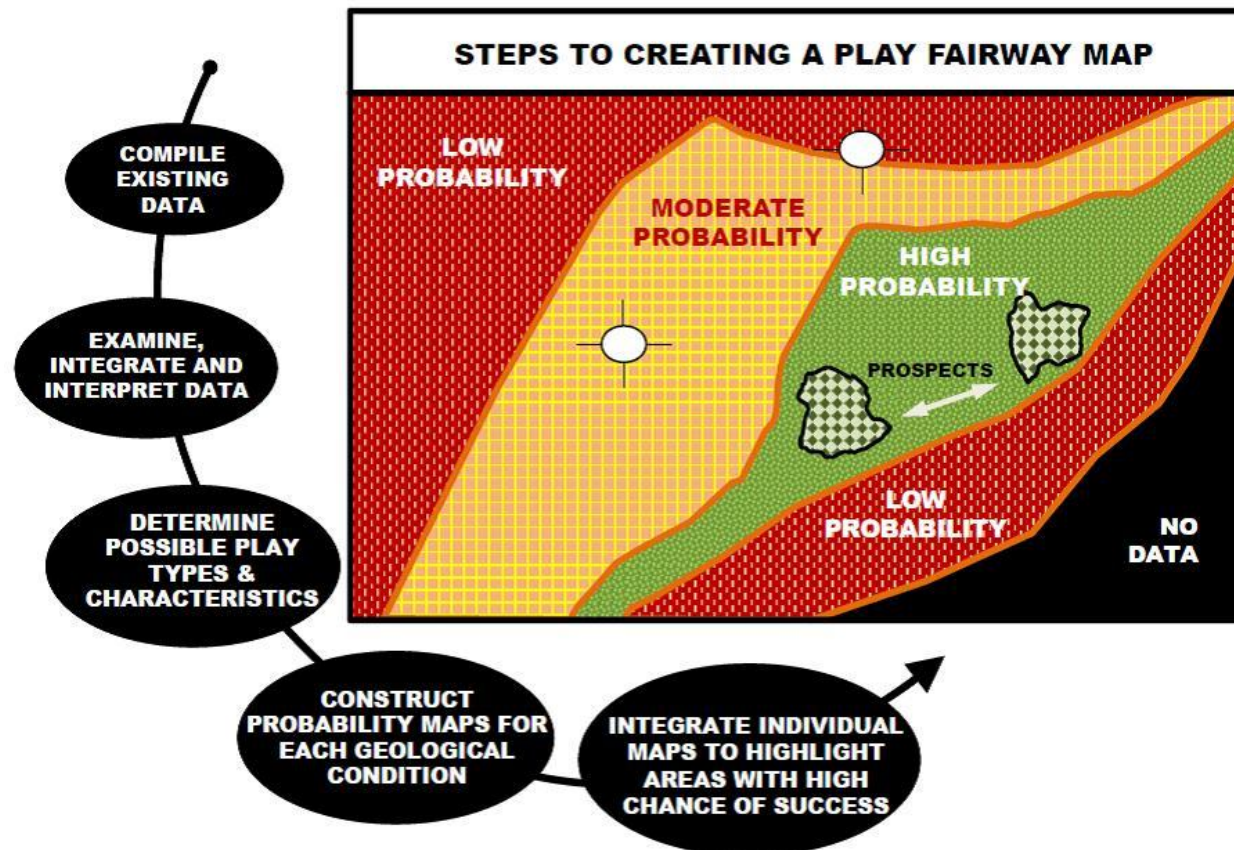 STEPS TO CREATING A PLAY FAIRWAY MAP
COMPILE
EXISTING
DATA
EXAMINE,
INTEGRATE AND
INTERPRET DATA
DETERMINE
POSSIBLE PLAY
TYPES &
CHARACTERISTICS
CONSTRUCT
PROBABILITY MAPS FOR
EACH GEOLOGICAL
CONDITION
INTEGRATE INDIVIDUAL
MAPS TO HIGHLIGHT
AREAS WITH HIGH
CHANCE OF SUCCESS
LOW
PROBABILITY
MODERATE
PROBABILITY
HIGH
PROBABILITY
PROSPECTS
LOW
PROBABILITY
NO
DATA